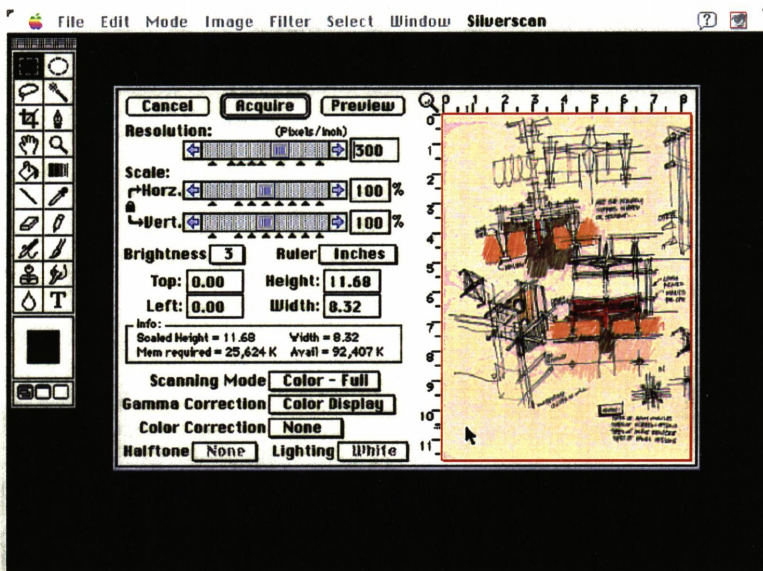 File Edit Mode Image Filter Select Window Silverscan
?
Cancel Acquire Preview
Resolution: (Pixels/Inch)
300
Scale:
Horz. 100 %
Vert. 100 %
Brightness 3 Ruler Inches
Top: 0.00 Height: 11.68
Left: 0.00 Width: 8.32
Info:
Scaled Height = 11.68 Width = 8.32
Mem required = 25,624 K Avail = 92,407 K
Scanning Mode Color - Full
Gamma Correction Color Display
Color Correction None
Halftone None Lighting White
T
0 1 2 3 4 5 6 7 8
0
1
2
3
4
5
6
7
8
9
10
11